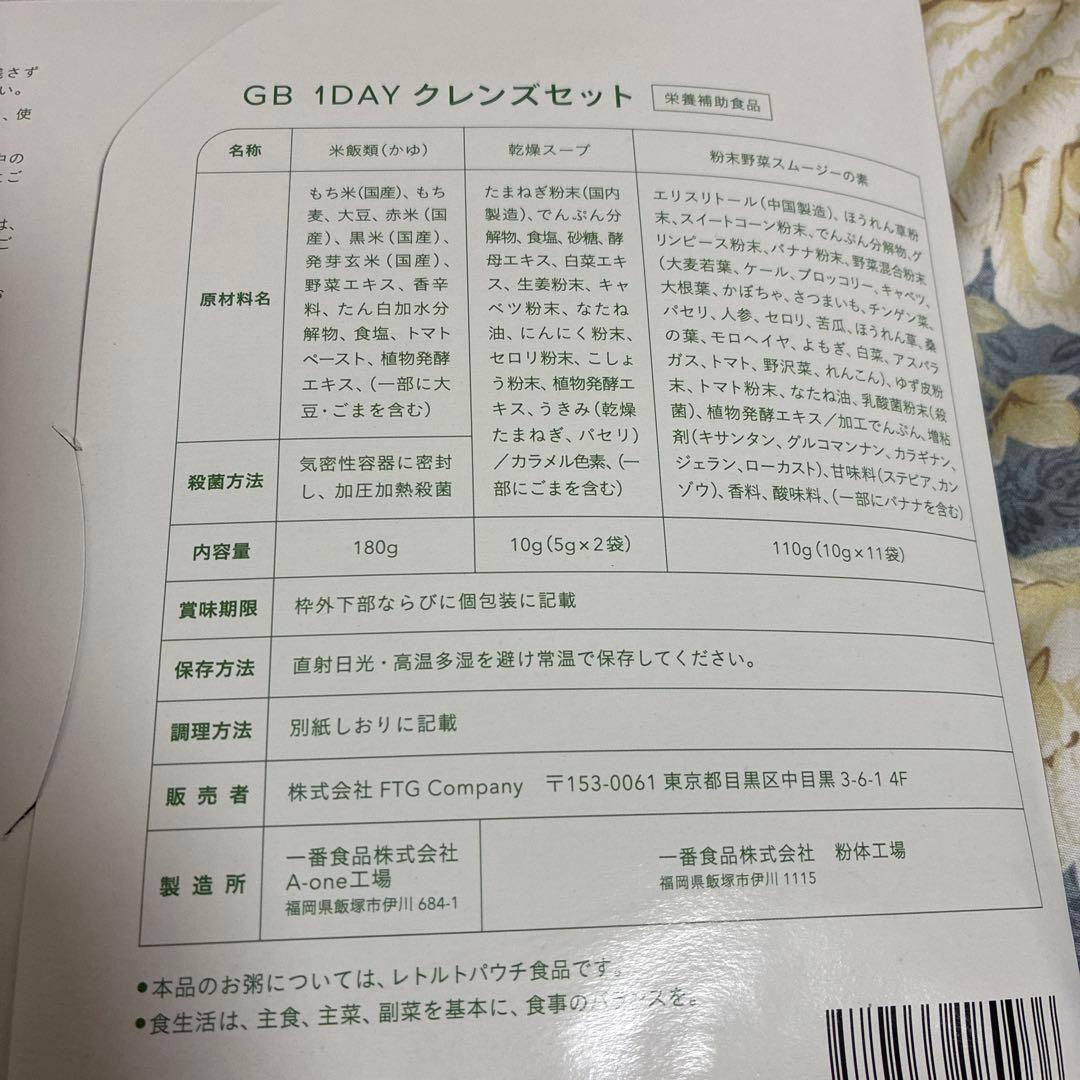 い。
、使
は、
GB 1DAY クレンズセット 栄養補助食品
名称 米飯類(かゆ) 乾燥スープ 粉末野菜スムージーの素
原材料名
もち米(国産)、もち
麦、大豆、赤米(国
産)、黒米(国産)、
発芽玄米(国産)、
野菜エキス、香辛
料、たん白加水分
解物、食塩、トマト
ペースト、植物発酵
エキス、(一部に大
豆・ごまを含む)
たまねぎ粉末(国内
製造)、でんぷん分
解物、食塩、砂糖、酵
母エキス、白菜エキ
ス、生姜粉末、キャ
ベツ粉末、なたね
油、にんにく粉末、
セロリ粉末、こしょ
う粉末、植物発酵エ
キス、うきみ(乾燥
たまねぎ、パセリ)
/カラメル色素、(一
部にごまを含む)
エリスリトール(中国製造)、ほうれん草粉
末、スイートコーン粉末、でんぷん分解物、グ
リンピース粉末、バナナ粉末、野菜混合粉末
(大麦若葉、ケール、ブロッコリー、キャベツ、
大根葉、かぼちゃ、さつまいも、チンゲン菜、
パセリ、人参、セロリ、苦瓜、ほうれん草、桑
の葉、モロヘイヤ、よもぎ、白菜、アスパラ
ガス、トマト、野沢菜、れんこん)、ゆず皮粉
末、トマト粉末、なたね油、乳酸菌粉末(殺
菌)、植物発酵エキス/加工でんぷん、増粘
剤(キサンタン、グルコマンナン、カラギナン、
ジェラン、ローカスト)、甘味料(ステビア、カン
ゾウ)、香料、酸味料、(一部にバナナを含む)
殺菌方法
気密性容器に密封
し、加圧加熱殺菌
内容量 180g 10g(5g×2袋) 110g(10g×11袋)
賞味期限 枠外下部ならびに個包装に記載
保存方法 直射日光・高温多湿を避け常温で保存してください。
調理方法 別紙しおりに記載
販売者 株式会社 FTG Company 〒153-0061 東京都目黒区中目黒 3-6-1 4F
製造所
一番食品株式会社
A-one工場
福岡県飯塚市伊川 684-1
一番食品株式会社 粉体工場
福岡県飯塚市伊川 1115
●本品のお粥については、レトルトパウチ食品です。
●食生活は、主食、主菜、副菜を基本に、食事のバランスを。